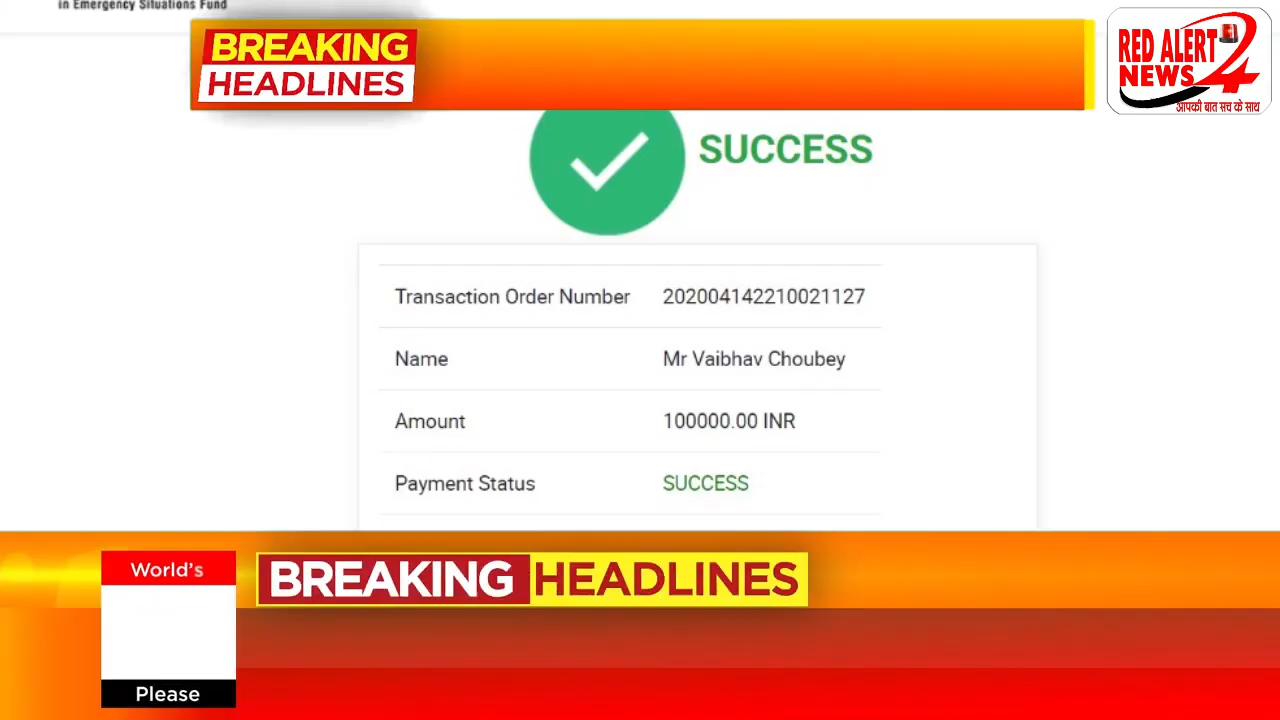 in Emergency Situations Fund
BREAKING
HEADLINES
RED ALERT
NEWS 24
आपकी बात सच के साथ
SUCCESS
Transaction Order Number 202004142210021127
Name Mr Vaibhav Choubey
Amount 100000.00 INR
Payment Status SUCCESS
World's
BREAKING HEADLINES
Please